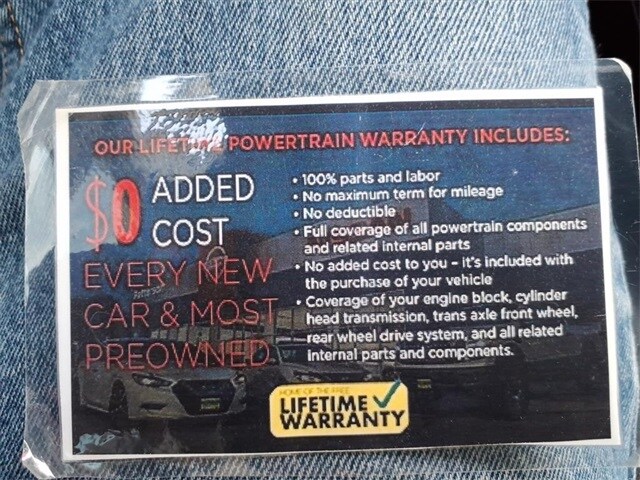 OUR LIFETIME POWERTRAIN WARRANTY INCLUDES:
$0 ADDED
COST
EVERY NEW
CAR & MOST
PREOWNED
• 100% parts and labor
• No maximum term for mileage
• No deductible
• Full coverage of all powertrain components
and related internal parts
• No added cost to you - it's included with
the purchase of your vehicle
• Coverage of your engine block, cylinder
head transmission, trans axle front wheel,
rear wheel drive system, and all related
internal parts and components.
HOME OF THE FREE
LIFETIME
WARRANTY